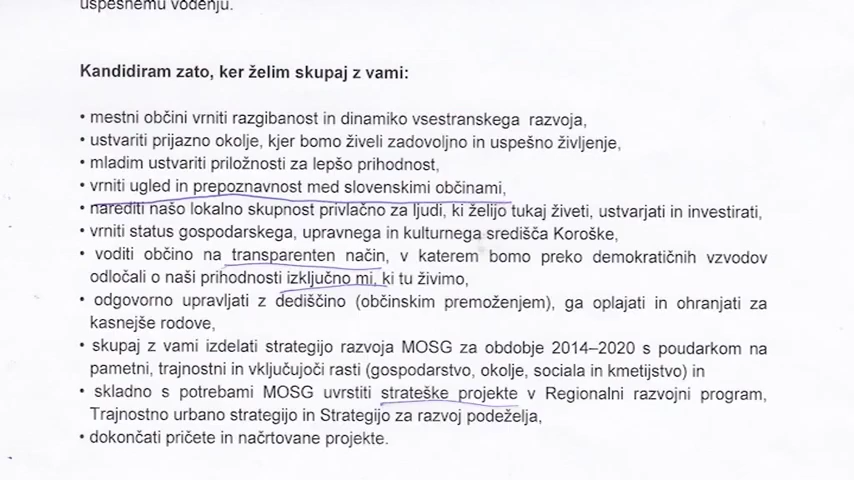 uspešnemu vodenju.
Kandidiram zato, ker želim skupaj z vami:
• mestni občini vrniti razgibanost in dinamiko vsestranskega razvoja,
• ustvariti prijazno okolje, kjer bomo živeli zadovoljno in uspešno življenje,
• mladim ustvariti priložnosti za lepšo prihodnost,
• vrniti ugled in prepoznavnost med slovenskimi občinami,
• narediti našo lokalno skupnost privlačno za ljudi, ki želijo tukaj živeti, ustvarjati in investirati,
• vrniti status gospodarskega, upravnega in kulturnega središča Koroške,
• voditi občino na transparenten način, v katerem bomo preko demokratičnih vzvodov
odločali o naši prihodnosti izključno mi, ki tu živimo,
• odgovorno upravljati z dediščino (občinskim premoženjem), ga oplajati in ohranjati za
kasnejše rodove,
• skupaj z vami izdelati strategijo razvoja MOSG za obdobje 2014–2020 s poudarkom na
pametni, trajnostni in vključujoči rasti (gospodarstvo, okolje, sociala in kmetijstvo) in
• skladno s potrebami MOSG uvrstiti strateške projekte v Regionalni razvojni program,
Trajnostno urbano strategijo in Strategijo za razvoj podeželja,
• dokončati pričete in načrtovane projekte.